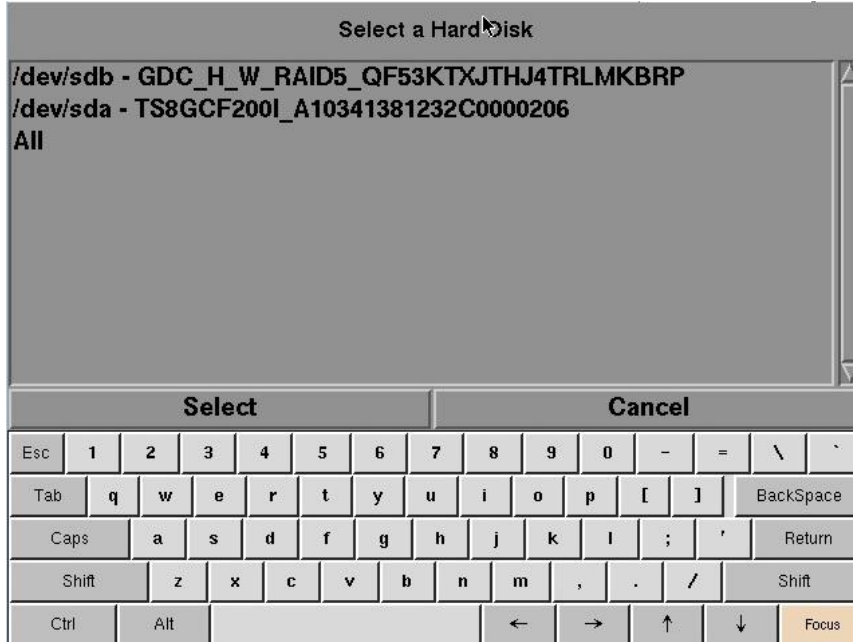 Select a Hard Disk
/dev/sdb - GDC_H_W_RAID5_QF53KTXJTHJ4TRLMKBRP
/dev/sda - TS8GCF200I_A10341381232C0000206
All
Select Cancel
Esc 1 2 3 4 5 6 7 8 9 0 - = \ `
Tab q w e r t y u i o p [ ] BackSpace
Caps a s d f g h j k l ; ' Return
Shift z x c v b n m , . / Shift
Ctrl Alt ← → ↑ ↓ Focus